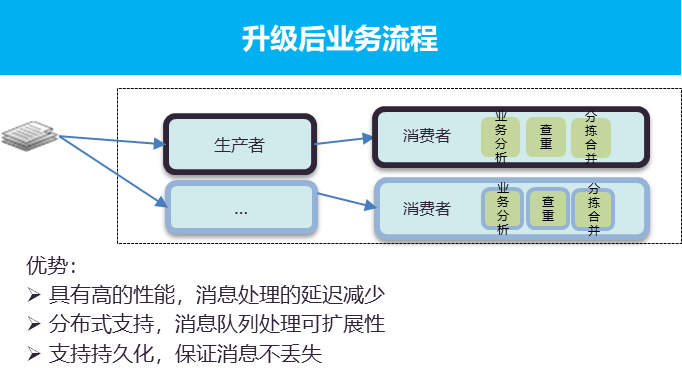 升级后业务流程
生产者
消费者
业务分析
查重
分拣合并
...
消费者
业务分析
查重
分拣合并
优势：
➢ 具有高的性能，消息处理的延迟减少
➢ 分布式支持，消息队列处理可扩展性
➢ 支持持久化，保证消息不丢失